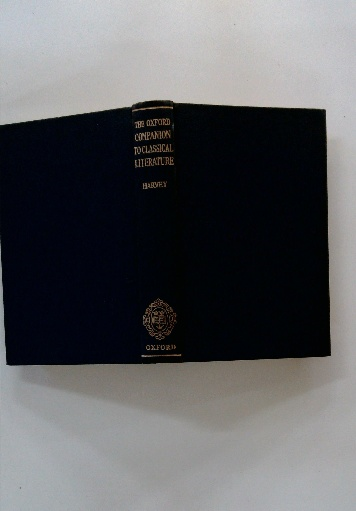 THE OXFORD
COMPANION
TO CLASSICAL
LITERATURE
HARVEY
OXFORD